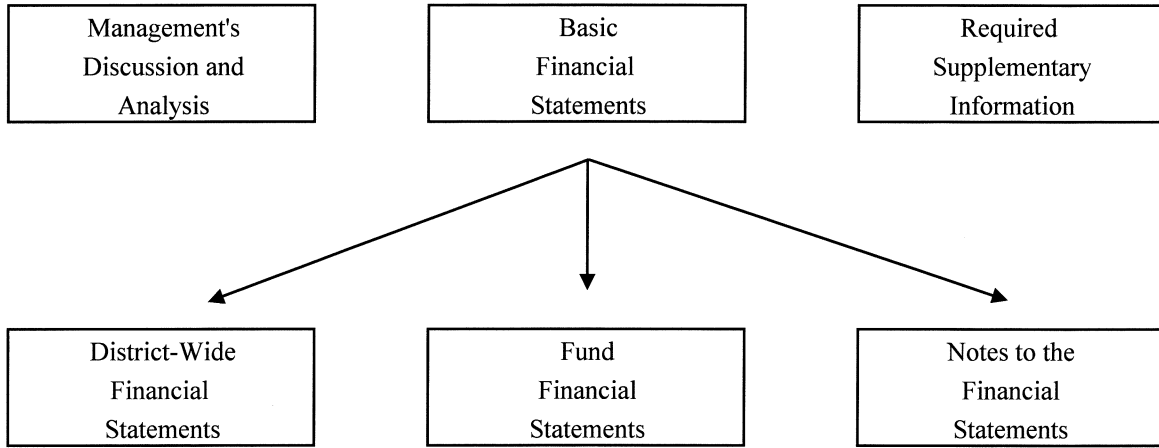 Management's
Discussion and
Analysis
Basic
Financial
Statements
Required
Supplementary
Information
District-Wide
Financial
Statements
Fund
Financial
Statements
Notes to the
Financial
Statements